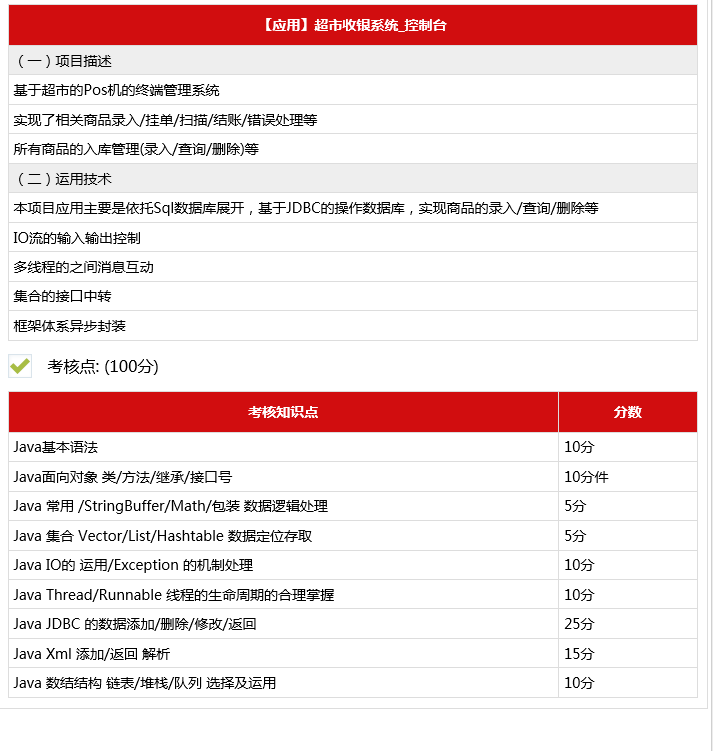 【应用】超市收银系统_控制台
（一）项目描述
基于超市的Pos机的终端管理系统
实现了相关商品录入/挂单/扫描/结账/错误处理等
所有商品的入库管理(录入/查询/删除)等
（二）运用技术
本项目应用主要是依托Sql数据库展开，基于JDBC的操作数据库，实现商品的录入/查询/删除等
IO流的输入输出控制
多线程的之间消息互动
集合的接口中转
框架体系异步封装
考核点: (100分)
考核知识点 分数
Java基本语法 10分
Java面向对象 类/方法/继承/接口号 10分件
Java 常用 /StringBuffer/Math/包装 数据逻辑处理 5分
Java 集合 Vector/List/Hashtable 数据定位存取 5分
Java IO的 运用/Exception 的机制处理 10分
Java Thread/Runnable 线程的生命周期的合理掌握 10分
Java JDBC 的数据添加/删除/修改/返回 25分
Java Xml 添加/返回 解析 15分
Java 数结结构 链表/堆栈/队列 选择及运用 10分